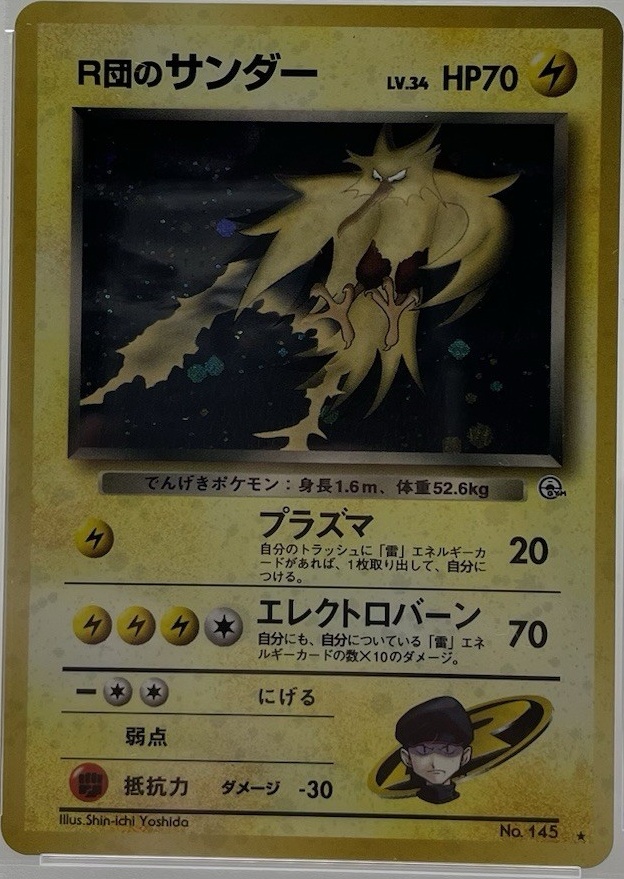 R団のサンダー LV.34 HP70
でんげきポケモン：身長1.6m、体重52.6kg
GYM
プラズマ 20
自分のトラッシュに「雷」エネルギーカ
ードがあれば、1枚取り出して、自分に
つける。
エレクトロバーン 70
自分にも、自分についている「雷」エネ
ルギーカードの数×10のダメージ。
にげる
弱点
抵抗力 ダメージ -30
Illus.Shin-ichi Yoshida
No. 145 ★